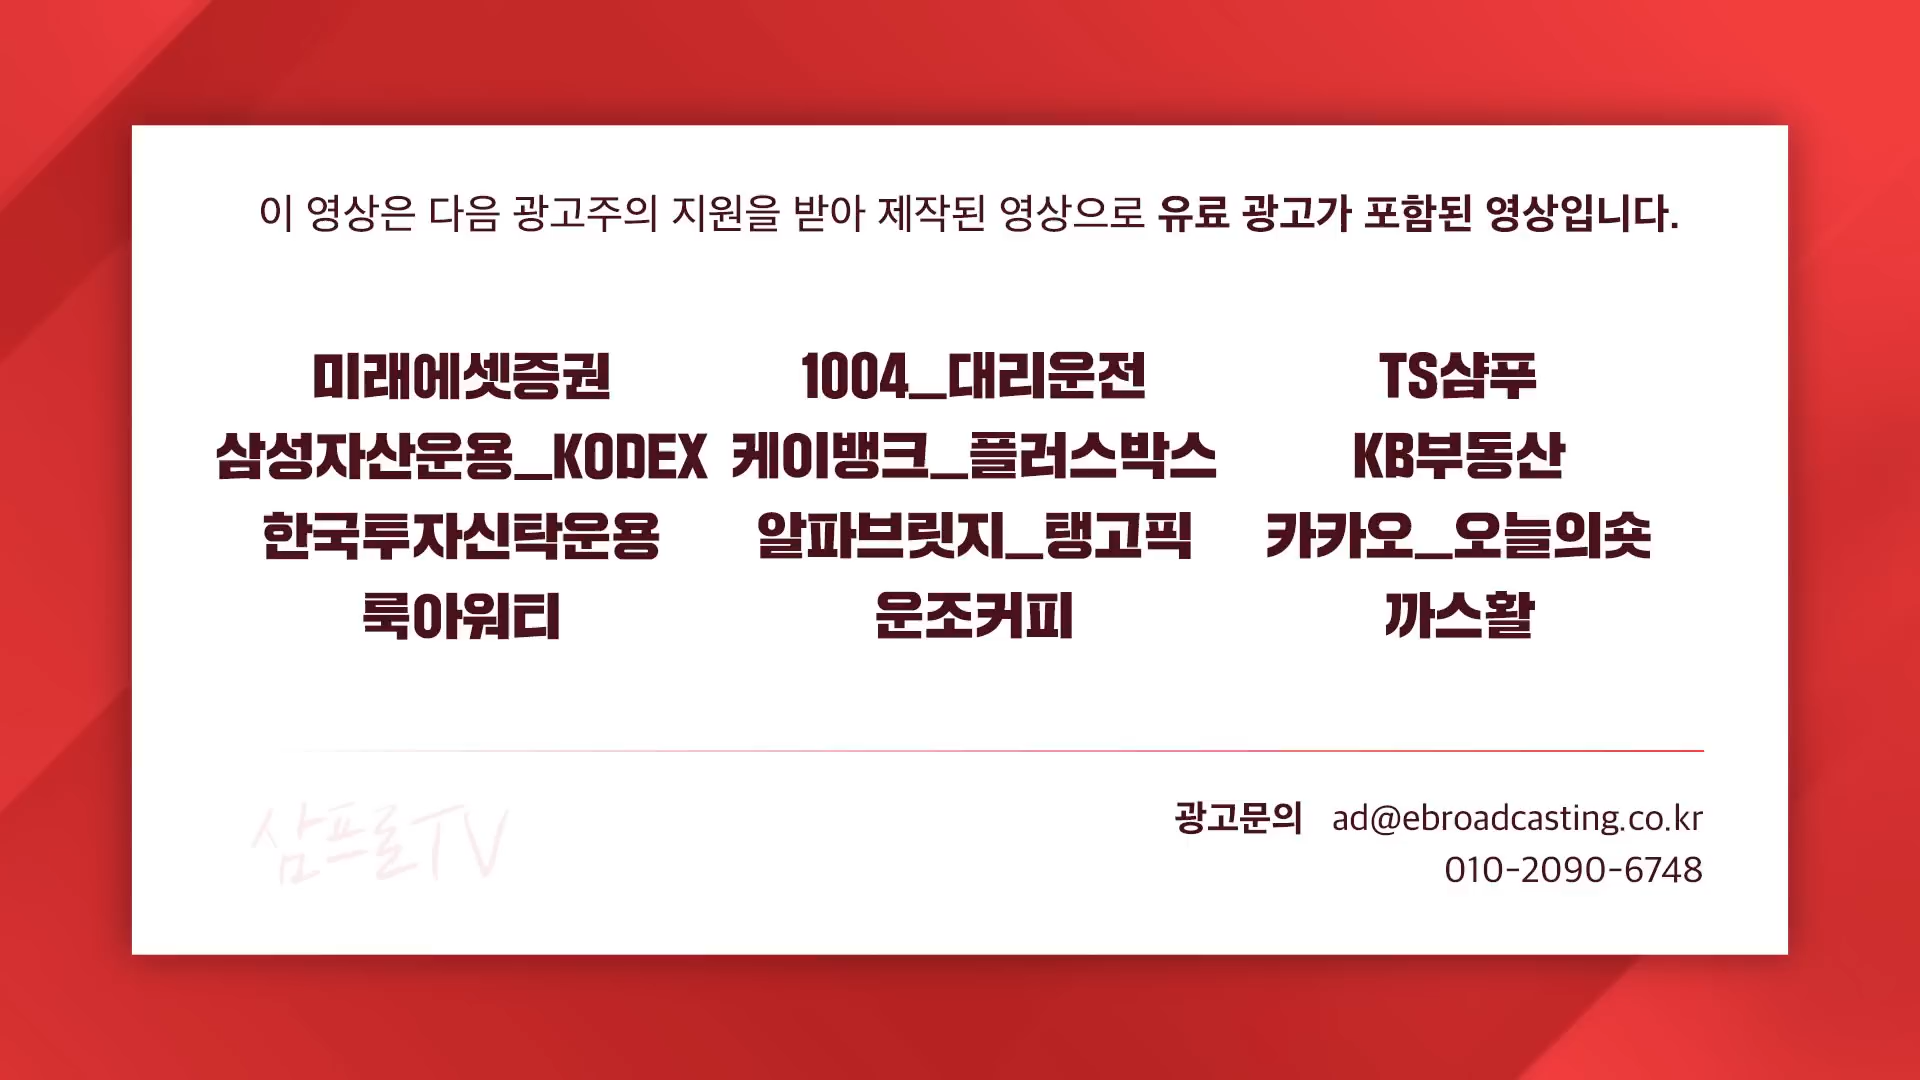 이 영상은 다음 광고주의 지원을 받아 제작된 영상으로 유료 광고가 포함된 영상입니다.
미래에셋증권 1004_대리운전 TS샴푸
삼성자산운용_KODEX 케이뱅크_플러스박스 KB부동산
한국투자신탁운용 알파브릿지_탱고픽 카카오_오늘의숏
룩아워티 운조커피 까스활
삼프로TV 광고문의 ad@ebroadcasting.co.kr
010-2090-6748